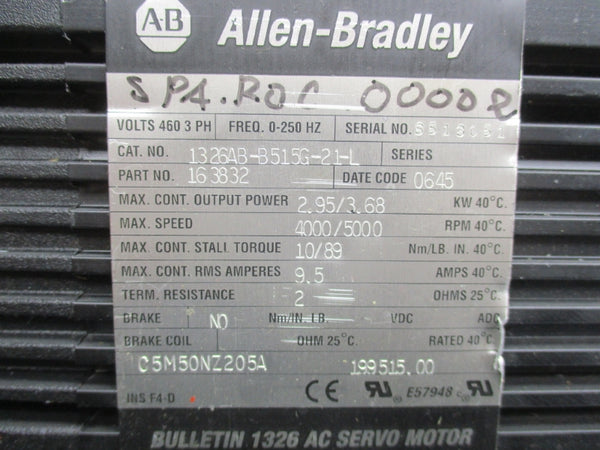 AB Allen-Bradley
SP4.ROC 00008
VOLTS 460 3 PH FREQ. 0-250 HZ SERIAL NO.
CAT. NO. 1326AB-B515G-21-L SERIES
PART NO. 163832 DATE CODE 0645
MAX. CONT. OUTPUT POWER 2.95/3.68 KW 40°C.
MAX. SPEED 4000/5000 RPM 40°C.
MAX. CONT. STALL TORQUE 10/89 Nm/LB. IN. 40°C.
MAX. CONT. RMS AMPERES 9.5 AMPS 40°C.
TERM. RESISTANCE 2 OHMS 25°C.
BRAKE NO Nm/IN. LB. VDC ADC
BRAKE COIL OHM 25°C. RATED 40°C.
C5M50NZ205A 199515.00
INS F4-D CE RU E57948 c RU
BULLETIN 1326 AC SERVO MOTOR